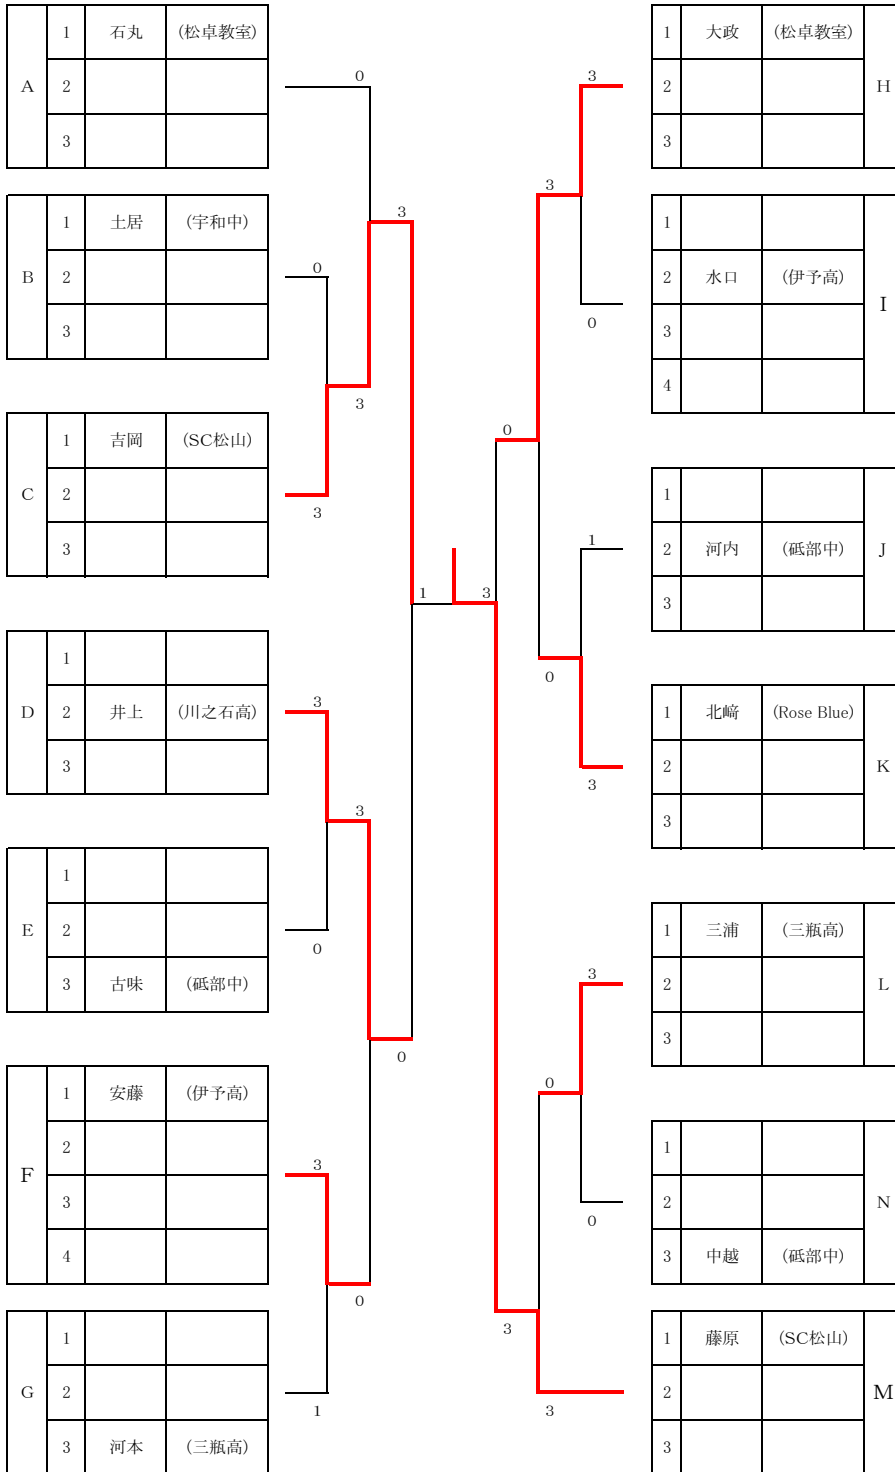 A
1 石丸 (松卓教室)
2
3
B
1 土居 (宇和中)
2
3
C
1 吉岡 (SC松山)
2
3
D
1
2 井上 (川之石高)
3
E
1
2
3 古味 (砥部中)
F
1 安藤 (伊予高)
2
3
4
G
1
2
3 河本 (三瓶高)
0
3
0
3
3
1
3
3
0
0
3
0
1
3
3
0
0
1
3
0
3
3
0
0
3
3
1 大政 (松卓教室)
2
3
H
1
2 水口 (伊予高)
3
4
I
1
2 河内 (砥部中)
3
J
1 北﨑 (Rose Blue)
2
3
K
1 三浦 (三瓶高)
2
3
L
1
2
3 中越 (砥部中)
N
1 藤原 (SC松山)
2
3
M